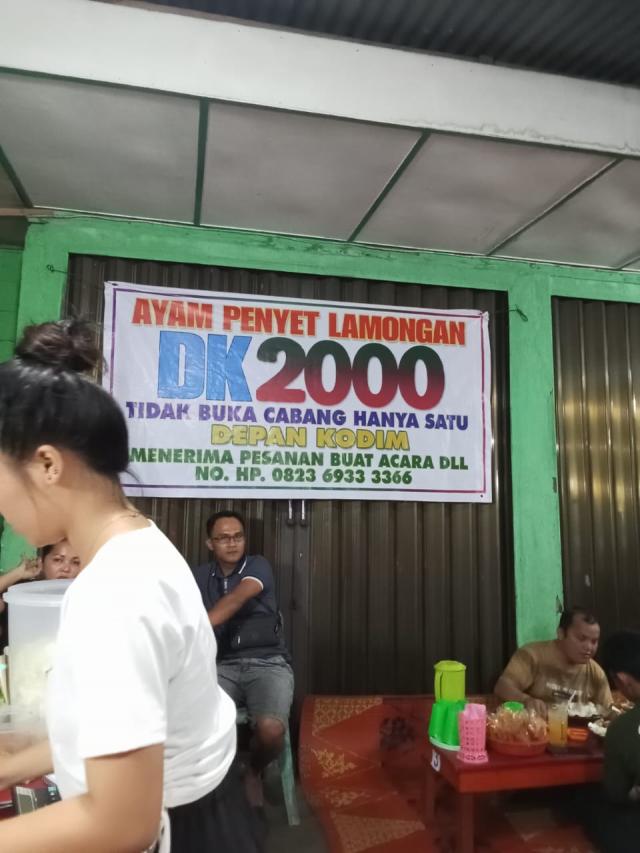 AYAM PENYET LAMONGAN
DK2000
TIDAK BUKA CABANG HANYA SATU
DEPAN KODIM
MENERIMA PESANAN BUAT ACARA DLL
NO. HP. 0823 6933 3366
3